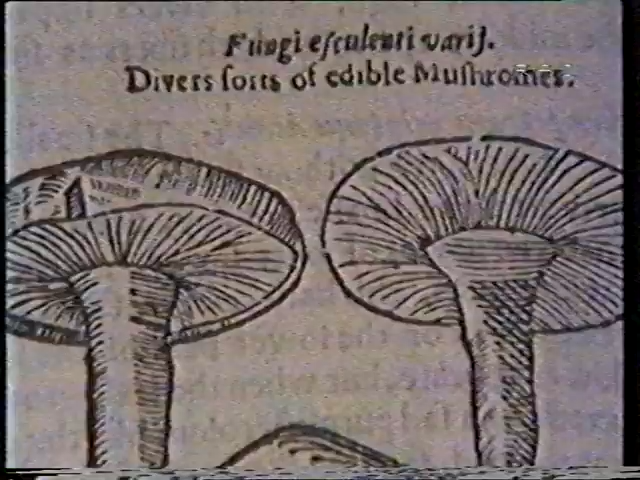 Fungi eſculenti varij.
Divers ſorts of edible Muſhromes.